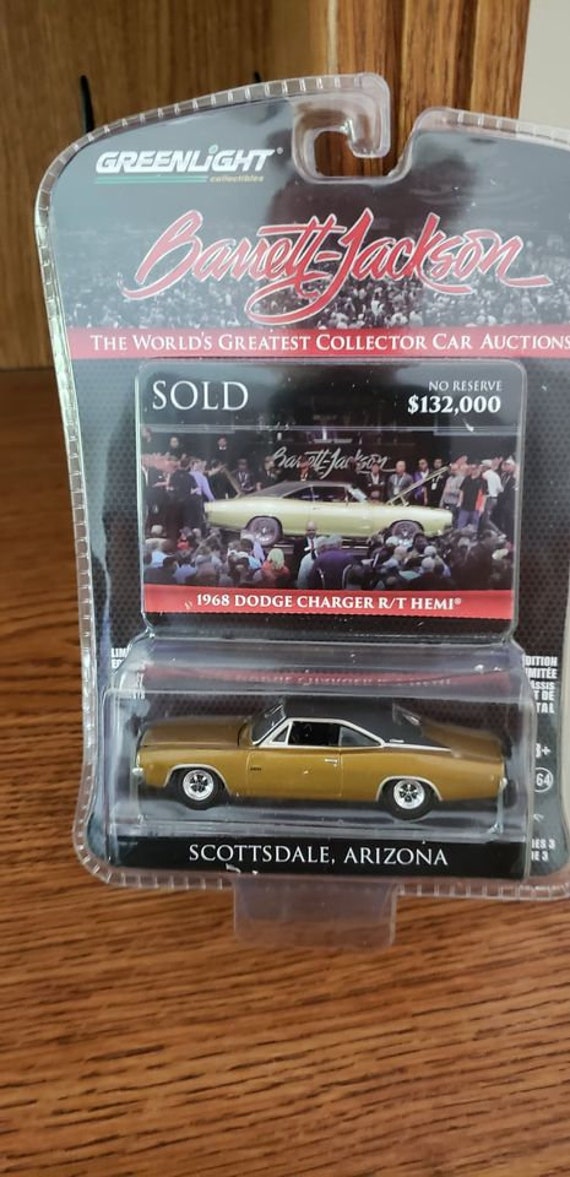 GREENLIGHT®
collectibles
Barrett-Jackson
THE WORLD'S GREATEST COLLECTOR CAR AUCTIONS
SOLD
NO RESERVE
$132,000
Barrett-Jackson
1968 DODGE CHARGER R/T HEMI®
SCOTTSDALE, ARIZONA
64